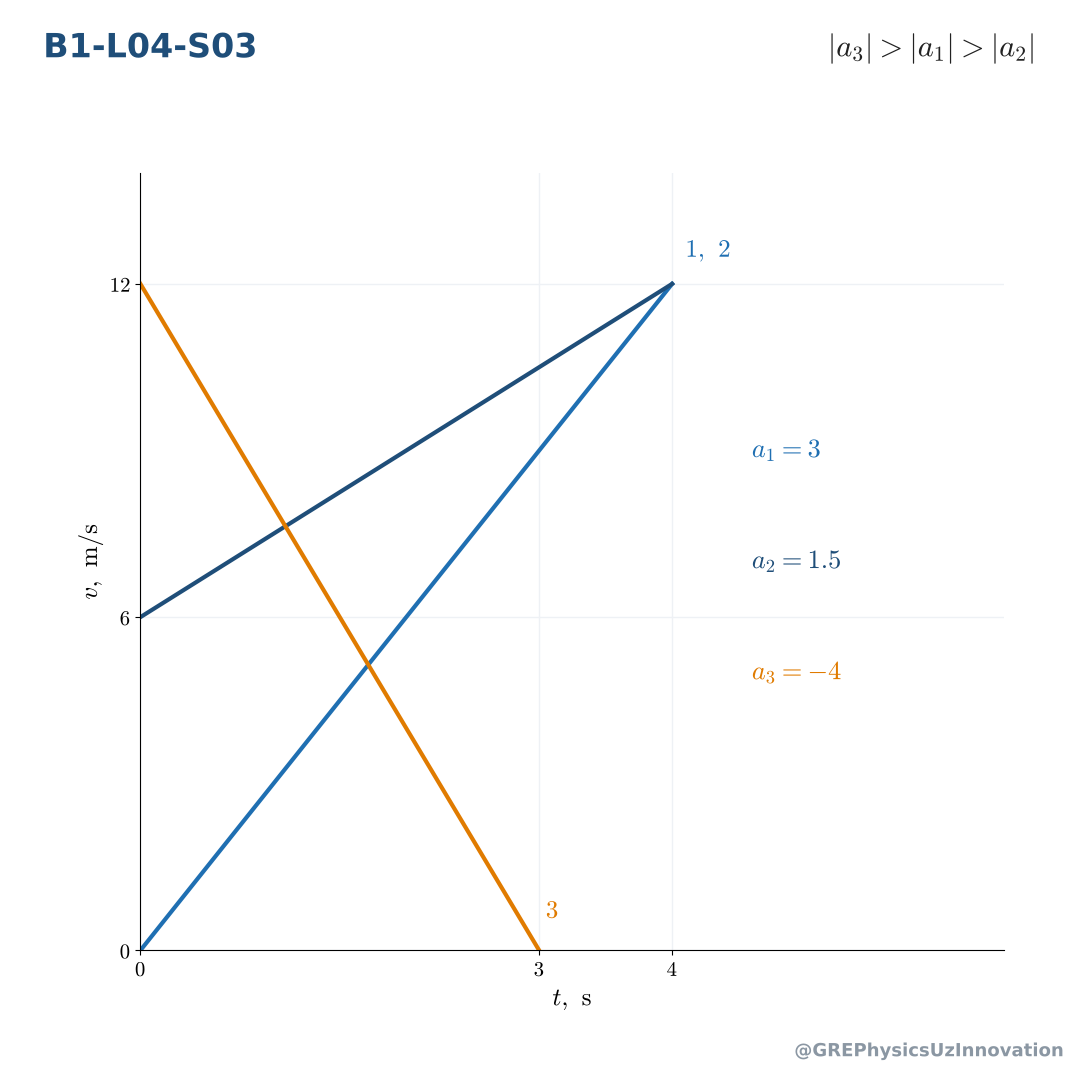 B1-L04-S03
|a₃| > |a₁| > |a₂|
1, 2
12
a₁ = 3
v, m/s
a₂ = 1.5
6
a₃ = −4
3
0
0 3 4
t, s
@GREPhysicsUzInnovation